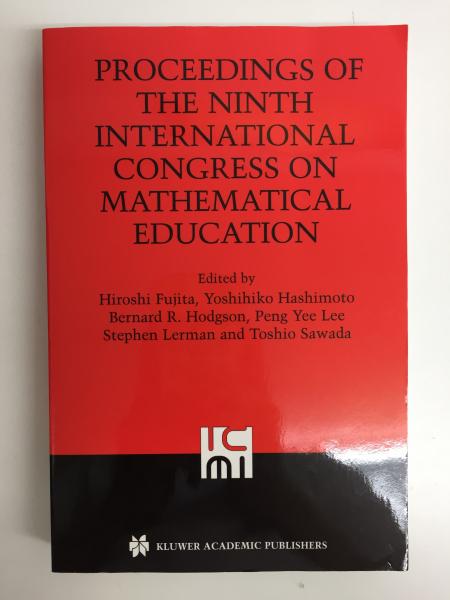 PROCEEDINGS OF
THE NINTH
INTERNATIONAL
CONGRESS ON
MATHEMATICAL
EDUCATION
Edited by
Hiroshi Fujita, Yoshihiko Hashimoto
Bernard R. Hodgson, Peng Yee Lee
Stephen Lerman and Toshio Sawada
ICMI
KLUWER ACADEMIC PUBLISHERS